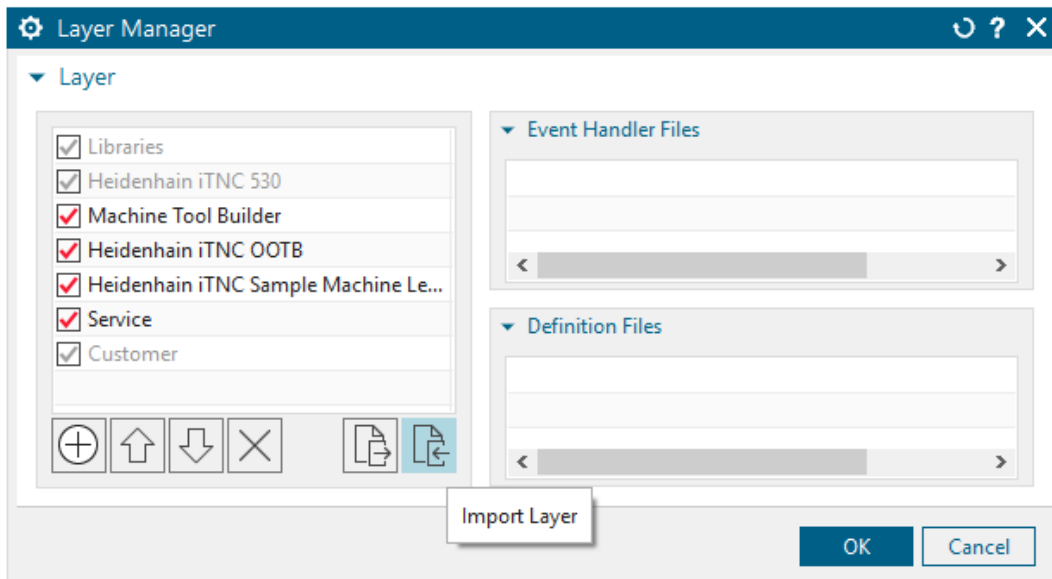 Layer Manager
?
Layer
Libraries
Heidenhain iTNC 530
Machine Tool Builder
Heidenhain iTNC OOTB
Heidenhain iTNC Sample Machine Le...
Service
Customer
Event Handler Files
Definition Files
Import Layer
OK
Cancel